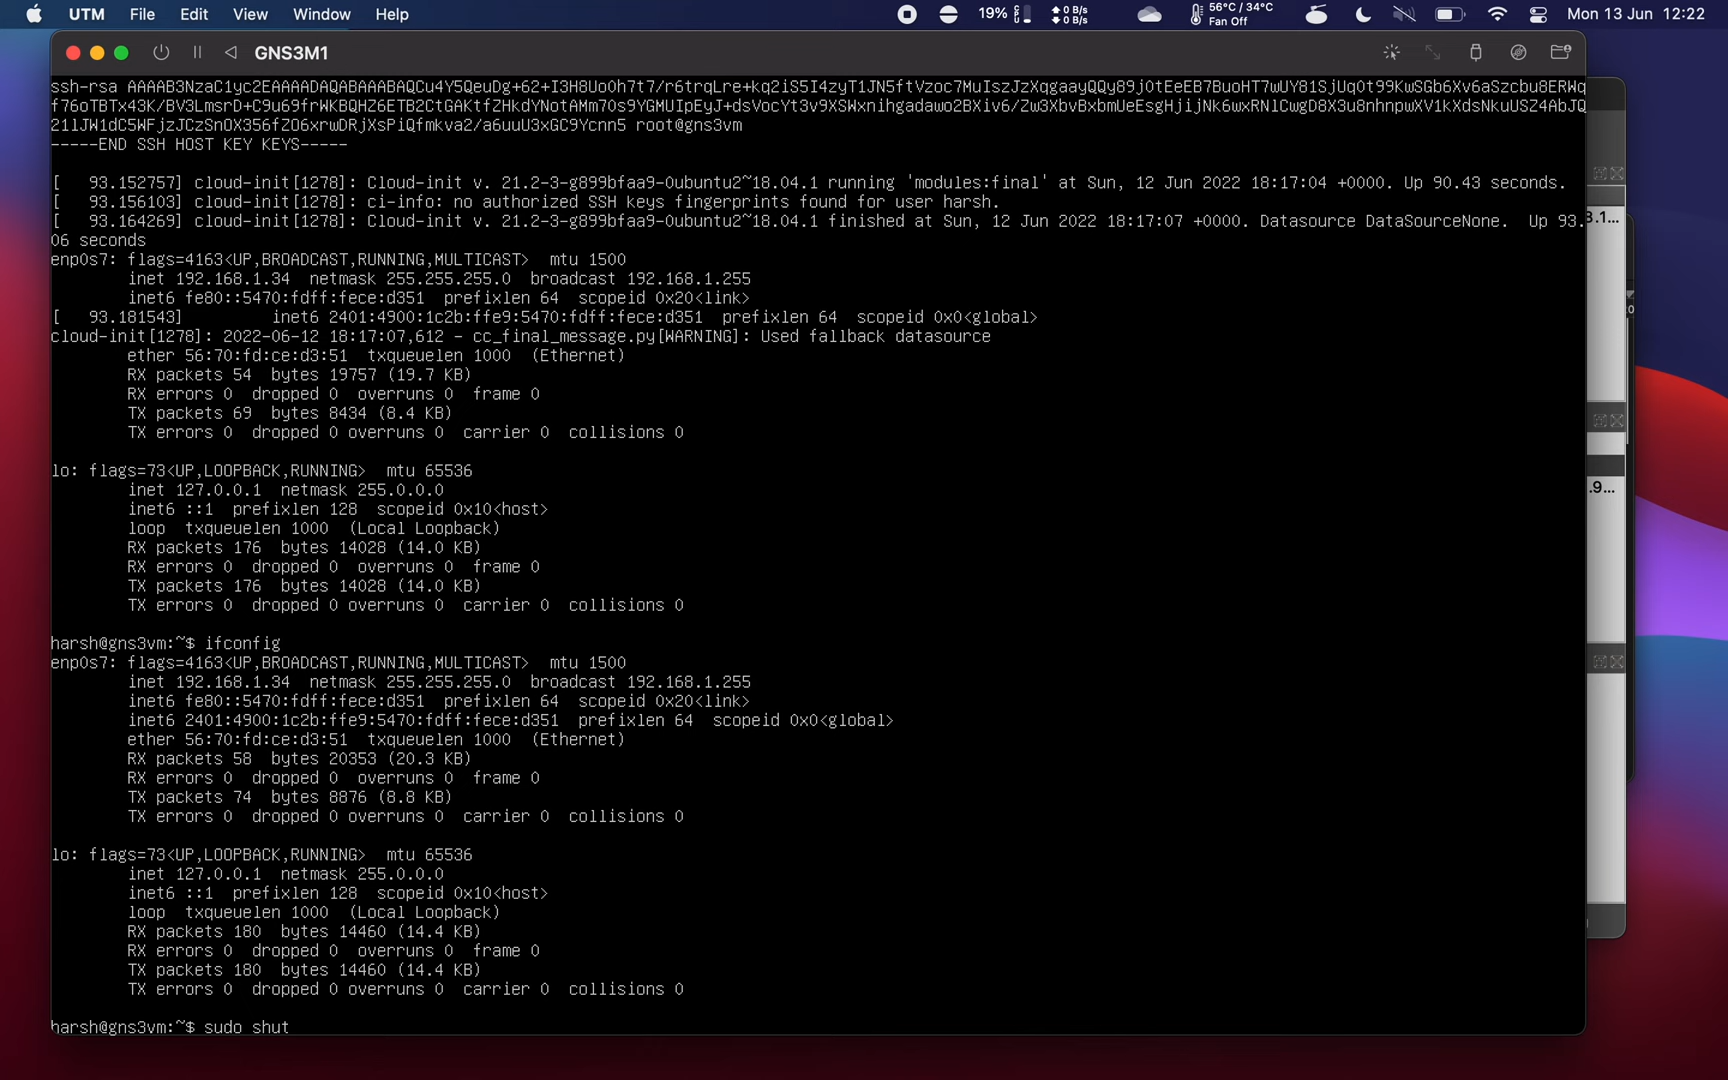 UTM File Edit View Window Help 19% 0 B/s 0 B/s 56°C / 34°C Fan Off Mon 13 Jun 12:22
GNS3M1
ssh-rsa AAAAB3NzaC1yc2EAAAADAQABAAABAQCu4Y5QeuDg+62+I3H8Uo0h7t7/r6trqLre+kq2iS5I4zyT1JN5ftVzoc7MuIszJzXqgaayQQy89jOtEeEB7BuoHT7wUY81SjUq0t99KwSGb6Xv6aSzcbu8ERWq
f76oTBTx43K/BV3LmsrD+C9u69frWKBQHZ6ETB2CtGAKtfZHkdYNotAMm70s9YGMUIpEyJ+dsVocYt3v9XSWxnihgadawo2BXiv6/Zw3XbvBxbmUeEsgHjijNk6wxRNlCwgD8X3u8nhnpwXV1kXdsNkuUSZ4AbJQ
21lJW1dC5WFjzJCzSnOX356fZO6xrwDRjXsPiQfmkva2/a6uuU3xGC9Ycnn5 root@gns3vm
-----END SSH HOST KEY KEYS-----
[   93.152757] cloud-init[1278]: Cloud-init v. 21.2-3-g899bfaa9-0ubuntu2~18.04.1 running 'modules:final' at Sun, 12 Jun 2022 18:17:04 +0000. Up 90.43 seconds.
[   93.156103] cloud-init[1278]: ci-info: no authorized SSH keys fingerprints found for user harsh.
[   93.164269] cloud-init[1278]: Cloud-init v. 21.2-3-g899bfaa9-0ubuntu2~18.04.1 finished at Sun, 12 Jun 2022 18:17:07 +0000. Datasource DataSourceNone.  Up 93.
06 seconds
enp0s7: flags=4163<UP,BROADCAST,RUNNING,MULTICAST>  mtu 1500
inet 192.168.1.34  netmask 255.255.255.0  broadcast 192.168.1.255
inet6 fe80::5470:fdff:fece:d351  prefixlen 64  scopeid 0x20<link>
[   93.181543]         inet6 2401:4900:1c2b:ffe9:5470:fdff:fece:d351  prefixlen 64  scopeid 0x0<global>
cloud-init[1278]: 2022-06-12 18:17:07,612 - cc_final_message.py[WARNING]: Used fallback datasource
ether 56:70:fd:ce:d3:51  txqueuelen 1000  (Ethernet)
RX packets 54  bytes 19757 (19.7 KB)
RX errors 0  dropped 0  overruns 0  frame 0
TX packets 69  bytes 8434 (8.4 KB)
TX errors 0  dropped 0 overruns 0  carrier 0  collisions 0
lo: flags=73<UP,LOOPBACK,RUNNING>  mtu 65536
inet 127.0.0.1  netmask 255.0.0.0
inet6 ::1  prefixlen 128  scopeid 0x10<host>
loop  txqueuelen 1000  (Local Loopback)
RX packets 176  bytes 14028 (14.0 KB)
RX errors 0  dropped 0  overruns 0  frame 0
TX packets 176  bytes 14028 (14.0 KB)
TX errors 0  dropped 0 overruns 0  carrier 0  collisions 0
harsh@gns3vm:~$ ifconfig
enp0s7: flags=4163<UP,BROADCAST,RUNNING,MULTICAST>  mtu 1500
inet 192.168.1.34  netmask 255.255.255.0  broadcast 192.168.1.255
inet6 fe80::5470:fdff:fece:d351  prefixlen 64  scopeid 0x20<link>
inet6 2401:4900:1c2b:ffe9:5470:fdff:fece:d351  prefixlen 64  scopeid 0x0<global>
ether 56:70:fd:ce:d3:51  txqueuelen 1000  (Ethernet)
RX packets 58  bytes 20353 (20.3 KB)
RX errors 0  dropped 0  overruns 0  frame 0
TX packets 74  bytes 8876 (8.8 KB)
TX errors 0  dropped 0 overruns 0  carrier 0  collisions 0
lo: flags=73<UP,LOOPBACK,RUNNING>  mtu 65536
inet 127.0.0.1  netmask 255.0.0.0
inet6 ::1  prefixlen 128  scopeid 0x10<host>
loop  txqueuelen 1000  (Local Loopback)
RX packets 180  bytes 14460 (14.4 KB)
RX errors 0  dropped 0  overruns 0  frame 0
TX packets 180  bytes 14460 (14.4 KB)
TX errors 0  dropped 0 overruns 0  carrier 0  collisions 0
harsh@gns3vm:~$ sudo shut